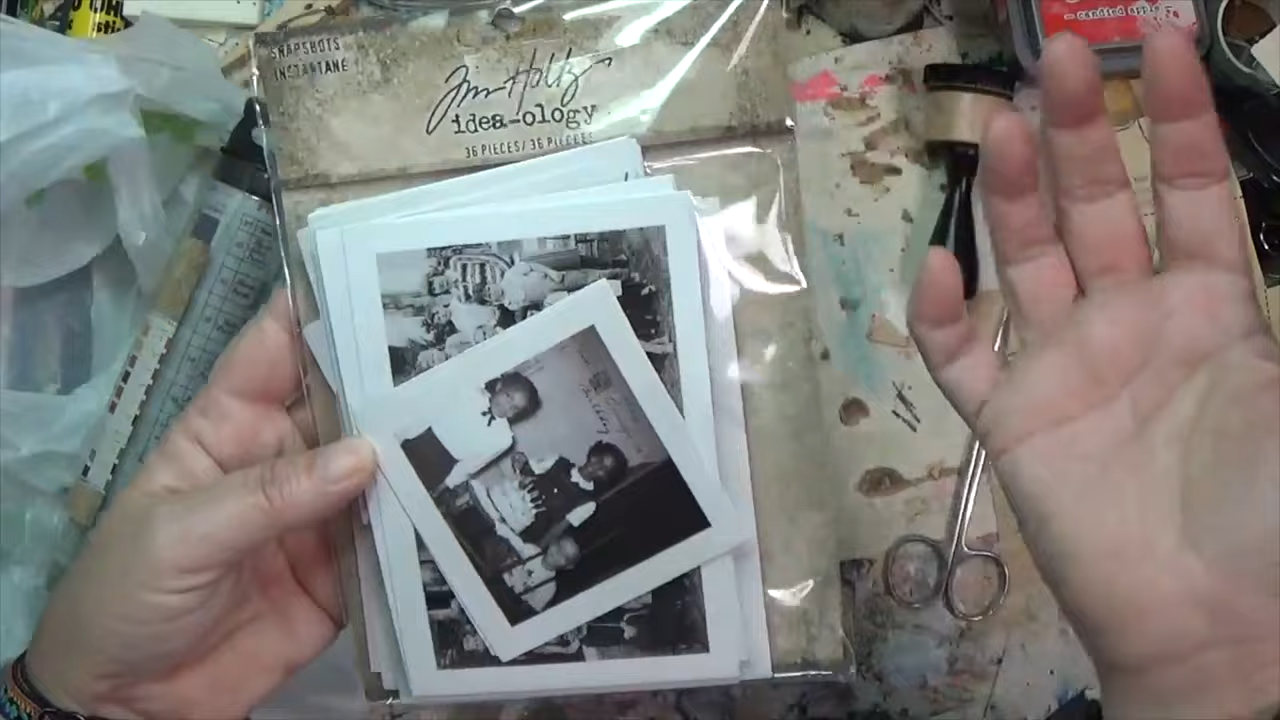 SNAPSHOTS
INSTANTANÉ
Tim Holtz
idea-ology
36 PIECES/36 PIÈCES
- candied apple -